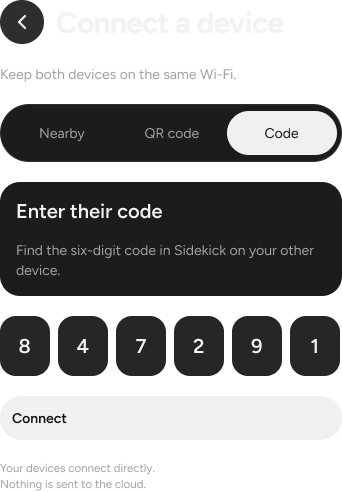 Connect a device
Keep both devices on the same Wi-Fi.
Nearby QR code Code
Enter their code
Find the six-digit code in Sidekick on your other
device.
8 4 7 2 9 1
Connect
Your devices connect directly.
Nothing is sent to the cloud.